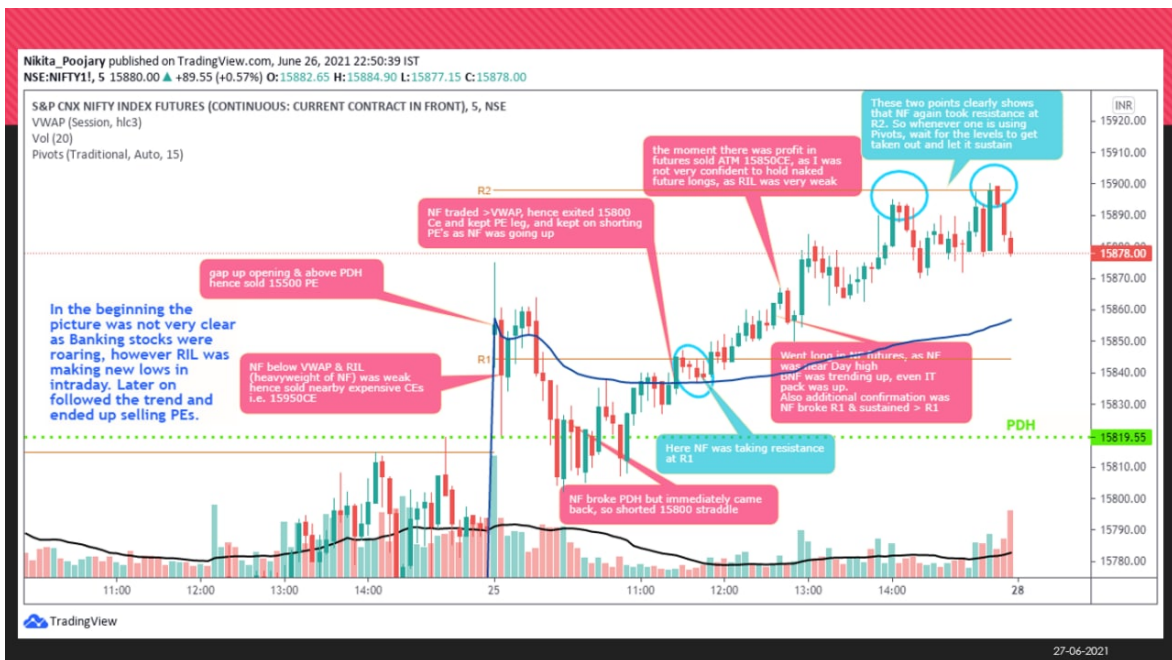 Nikita_Poojary published on TradingView.com, June 26, 2021 22:50:39 IST
NSE:NIFTY1!, 5 15880.00 ▲ +89.55 (+0.57%) O:15882.65 H:15884.90 L:15877.15 C:15878.00
S&P CNX NIFTY INDEX FUTURES (CONTINUOUS: CURRENT CONTRACT IN FRONT), 5, NSE
VWAP (Session, hlc3)
Vol (20)
Pivots (Traditional, Auto, 15)
These two points clearly shows
that NF again took resistance at
R2. So whenever one is using
Pivots, wait for the levels to get
taken out and let it sustain
the moment there was profit in
futures sold ATM 15850CE, as I was
not very confident to hold naked
future longs, as RIL was very weak
R2
NF traded >VWAP, hence exited 15800
Ce and kept PE leg, and kept on shorting
PE's as NF was going up
gap up opening & above PDH
hence sold 15500 PE
In the beginning the
picture was not very clear
as Banking stocks were
roaring, however RIL was
making new lows in
intraday. Later on
followed the trend and
ended up selling PEs.
NF below VWAP & RIL
(heavyweight of NF) was weak
hence sold nearby expensive CEs
i.e. 15950CE
R1
Went long in NF futures, as NF
was near Day high
BNF was trending up, even IT
pack was up.
Also additional confirmation was
NF broke R1 & sustained > R1
PDH
Here NF was taking resistance
at R1
NF broke PDH but immediately came
back, so shorted 15800 straddle
INR
15920.00
15910.00
15900.00
15890.00
15880.00
15878.00
15870.00
15860.00
15850.00
15840.00
15830.00
15819.55
15810.00
15800.00
15790.00
15780.00
11:00 12:00 13:00 14:00 25 11:00 12:00 13:00 14:00 28
TradingView
27-06-2021